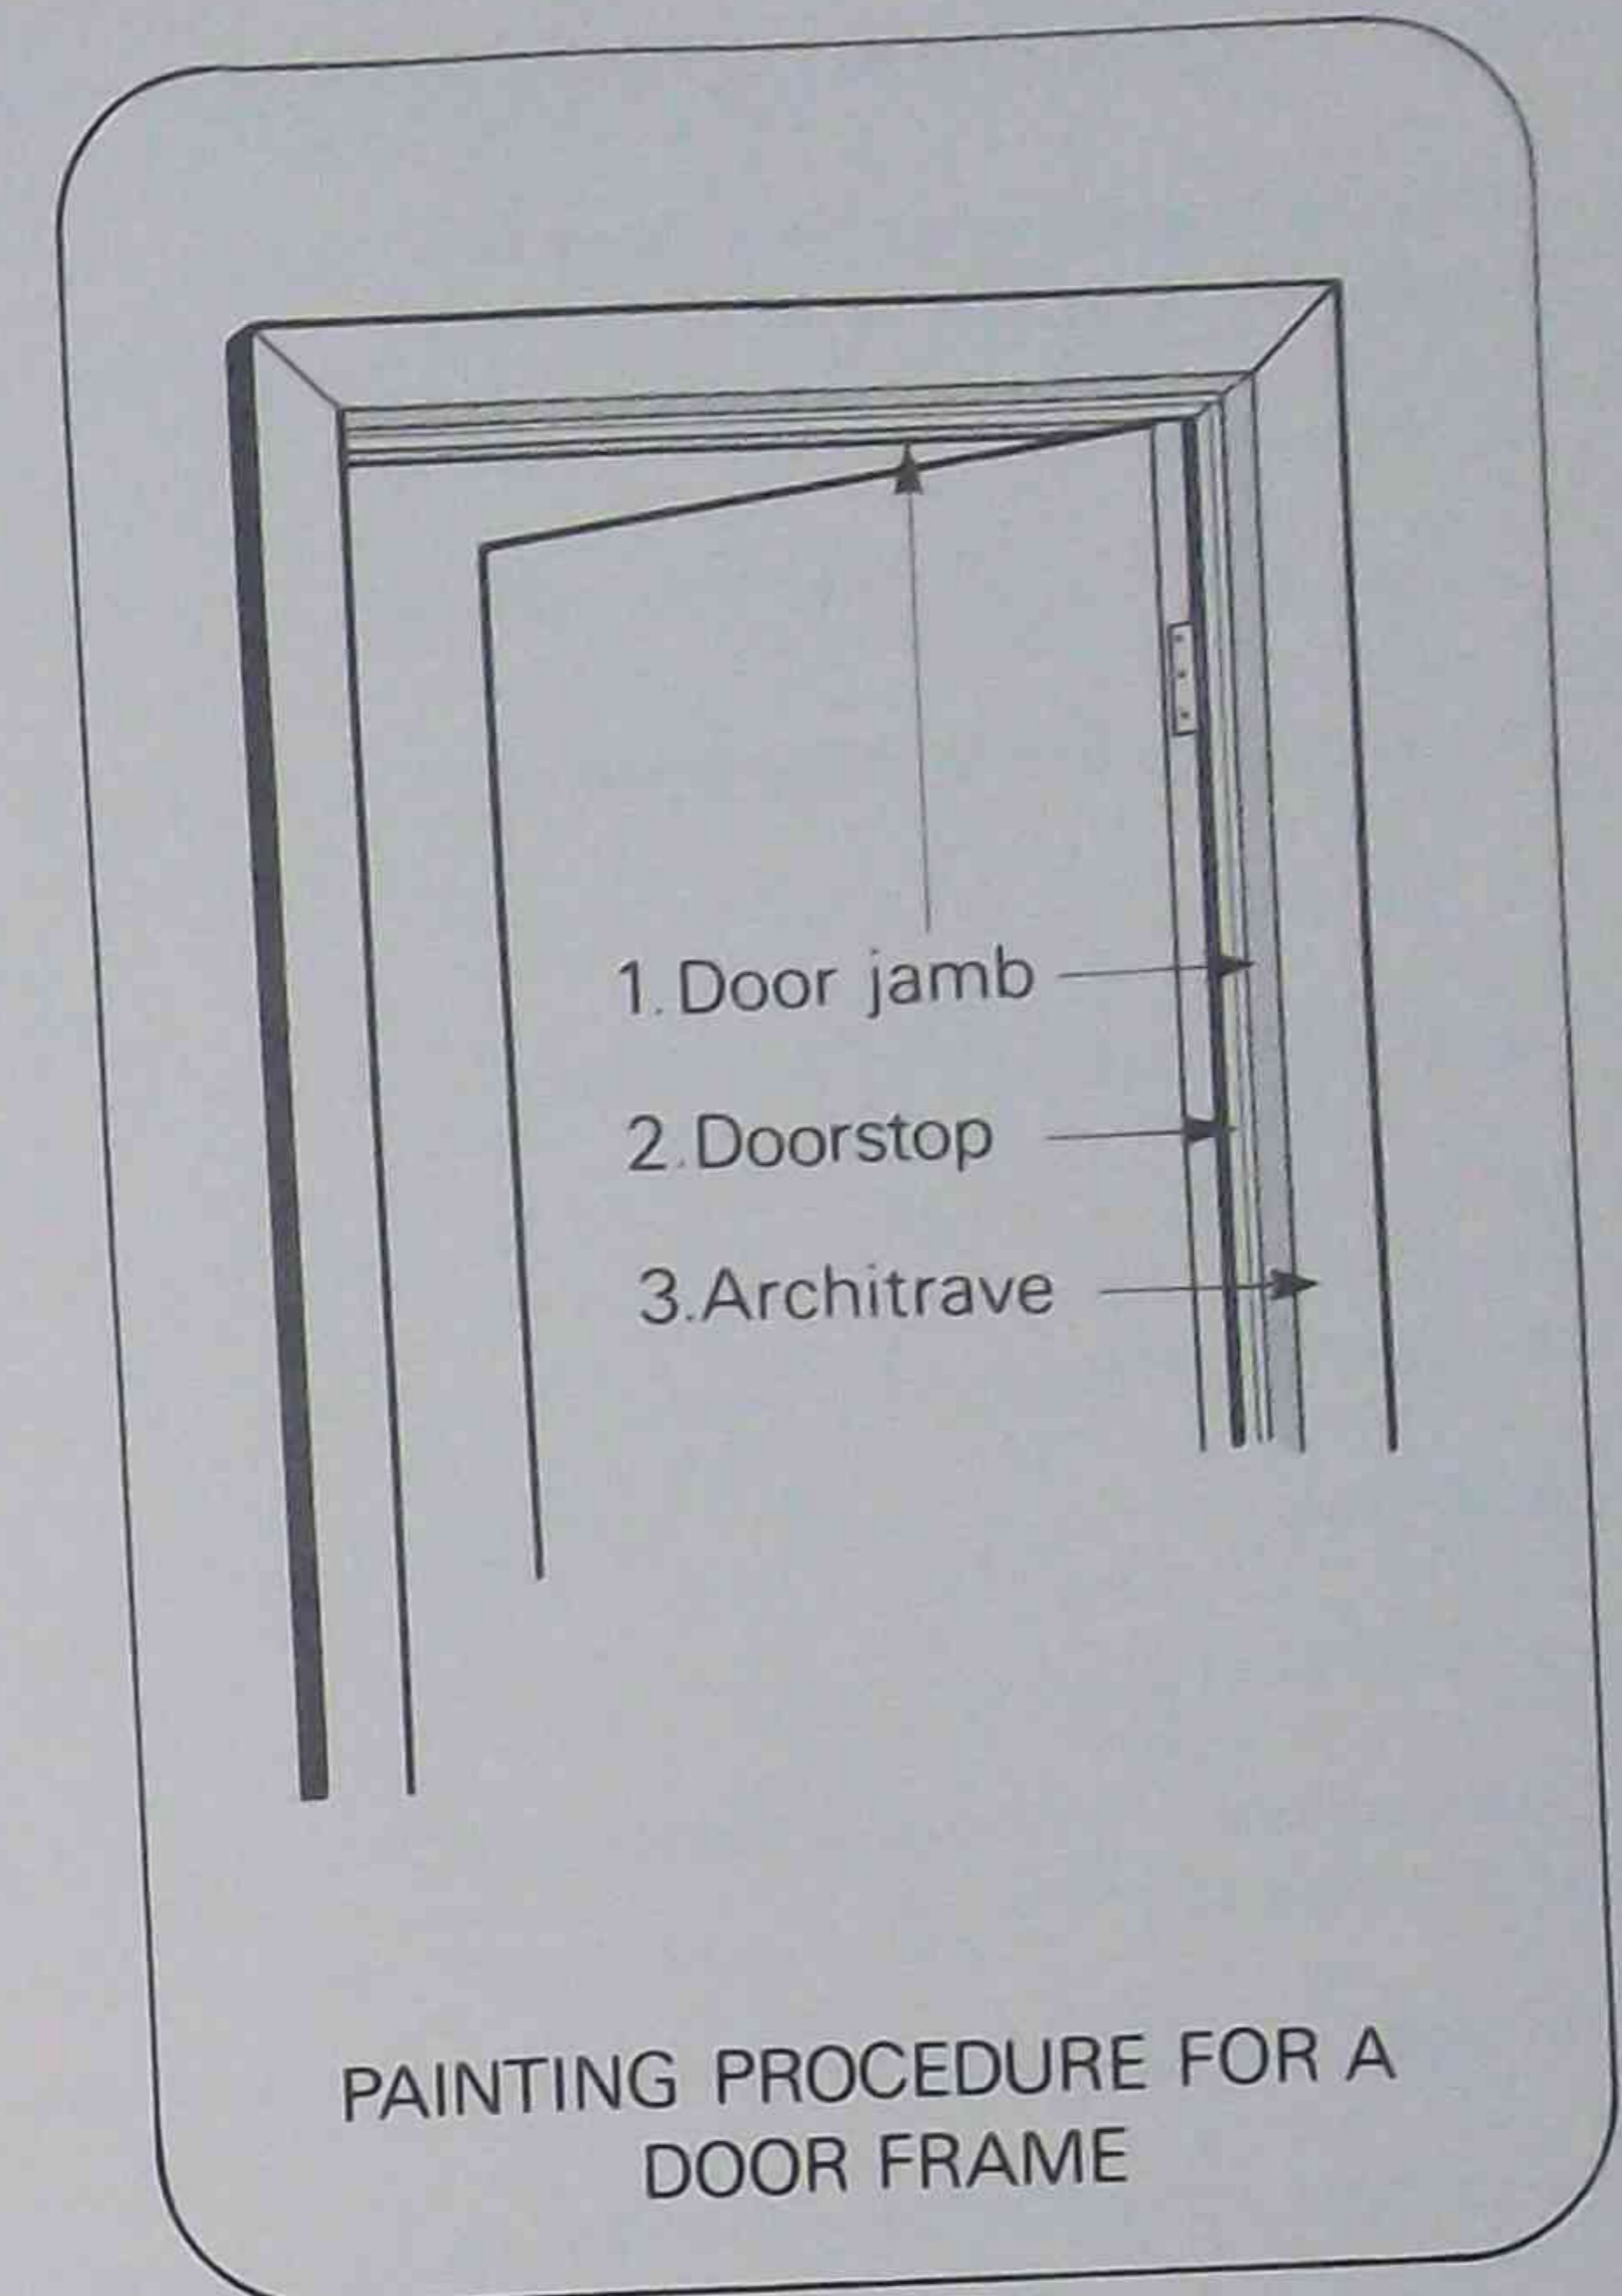 1. Door jamb
2. Doorstop
3. Architrave
PAINTING PROCEDURE FOR A
DOOR FRAME